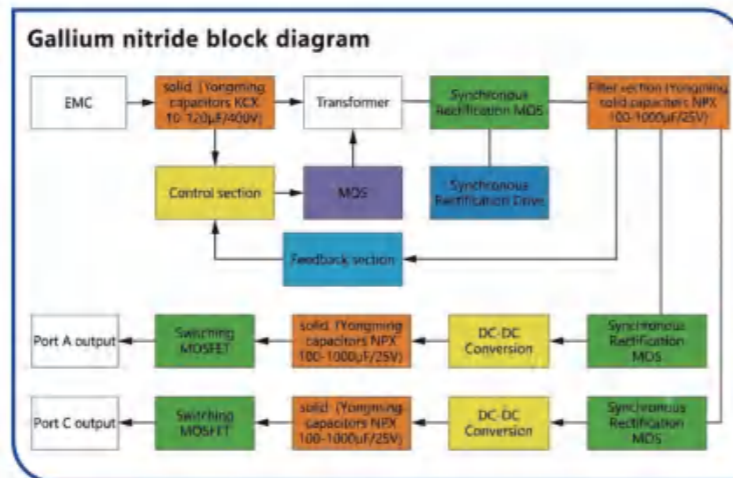 Gallium nitride block diagram
EMC
solid (Yongming
capacitors KCX
10-120μF/400V)
Transformer
Synchronous
Rectification MOS
Filter section (Yongming
solid capacitors NPX
100-1000μF/25V)
Control section
MOS
Synchronous
Rectification Drive
Feedback section
Port A output
Switching
MOSFET
solid (Yongming
capacitors NPX
100-1000μF/25V)
DC-DC
Conversion
Synchronous
Rectification
MOS
Port C output
Switching
MOSFET
solid (Yongming
capacitors NPX
100-1000μF/25V)
DC-DC
Conversion
Synchronous
Rectification
MOS